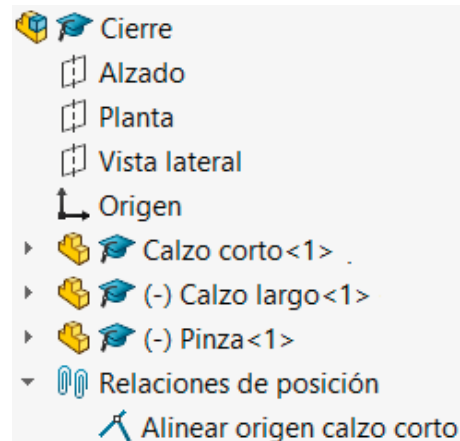 Cierre
Alzado
Planta
Vista lateral
Origen
Calzo corto<1> .
(-) Calzo largo<1>
(-) Pinza<1>
Relaciones de posición
Alinear origen calzo corto